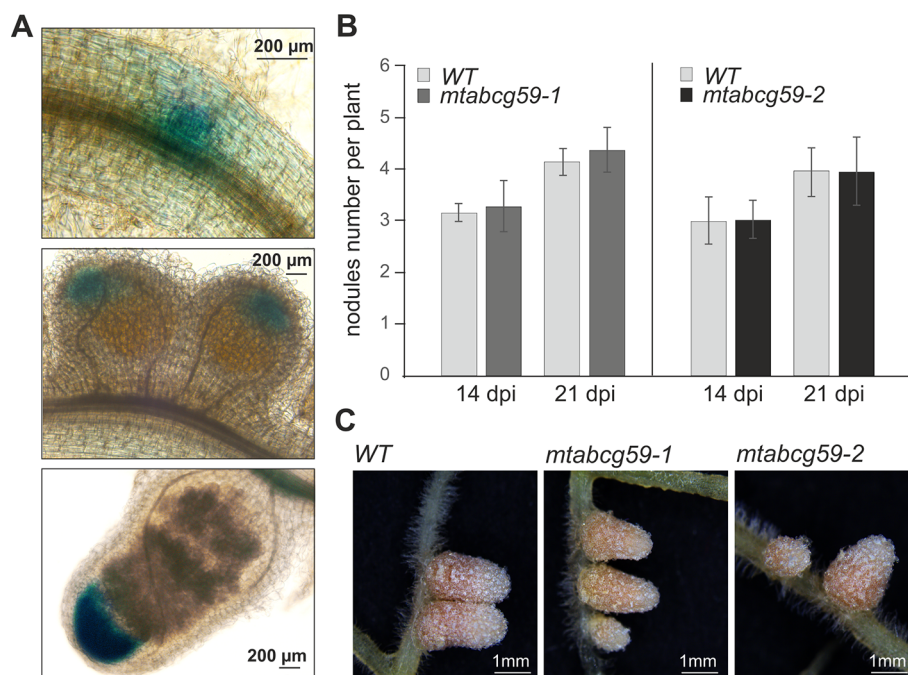 A
200 µm
200 µm
200 µm
B
nodules number per plant
6
5
4
3
2
1
0
WT
mtabcg59-1
WT
mtabcg59-2
14 dpi
21 dpi
14 dpi
21 dpi
C
WT
mtabcg59-1
mtabcg59-2
1mm
1mm
1mm